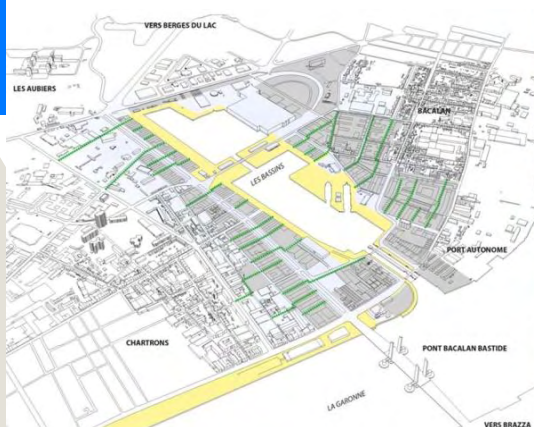 VERS BERGES DU LAC
LES AUBIERS
BACALAN
LES BASSINS
PORT AUTONOME
CHARTRONS
PONT BACALAN BASTIDE
LA GARONNE
VERS BRAZZA